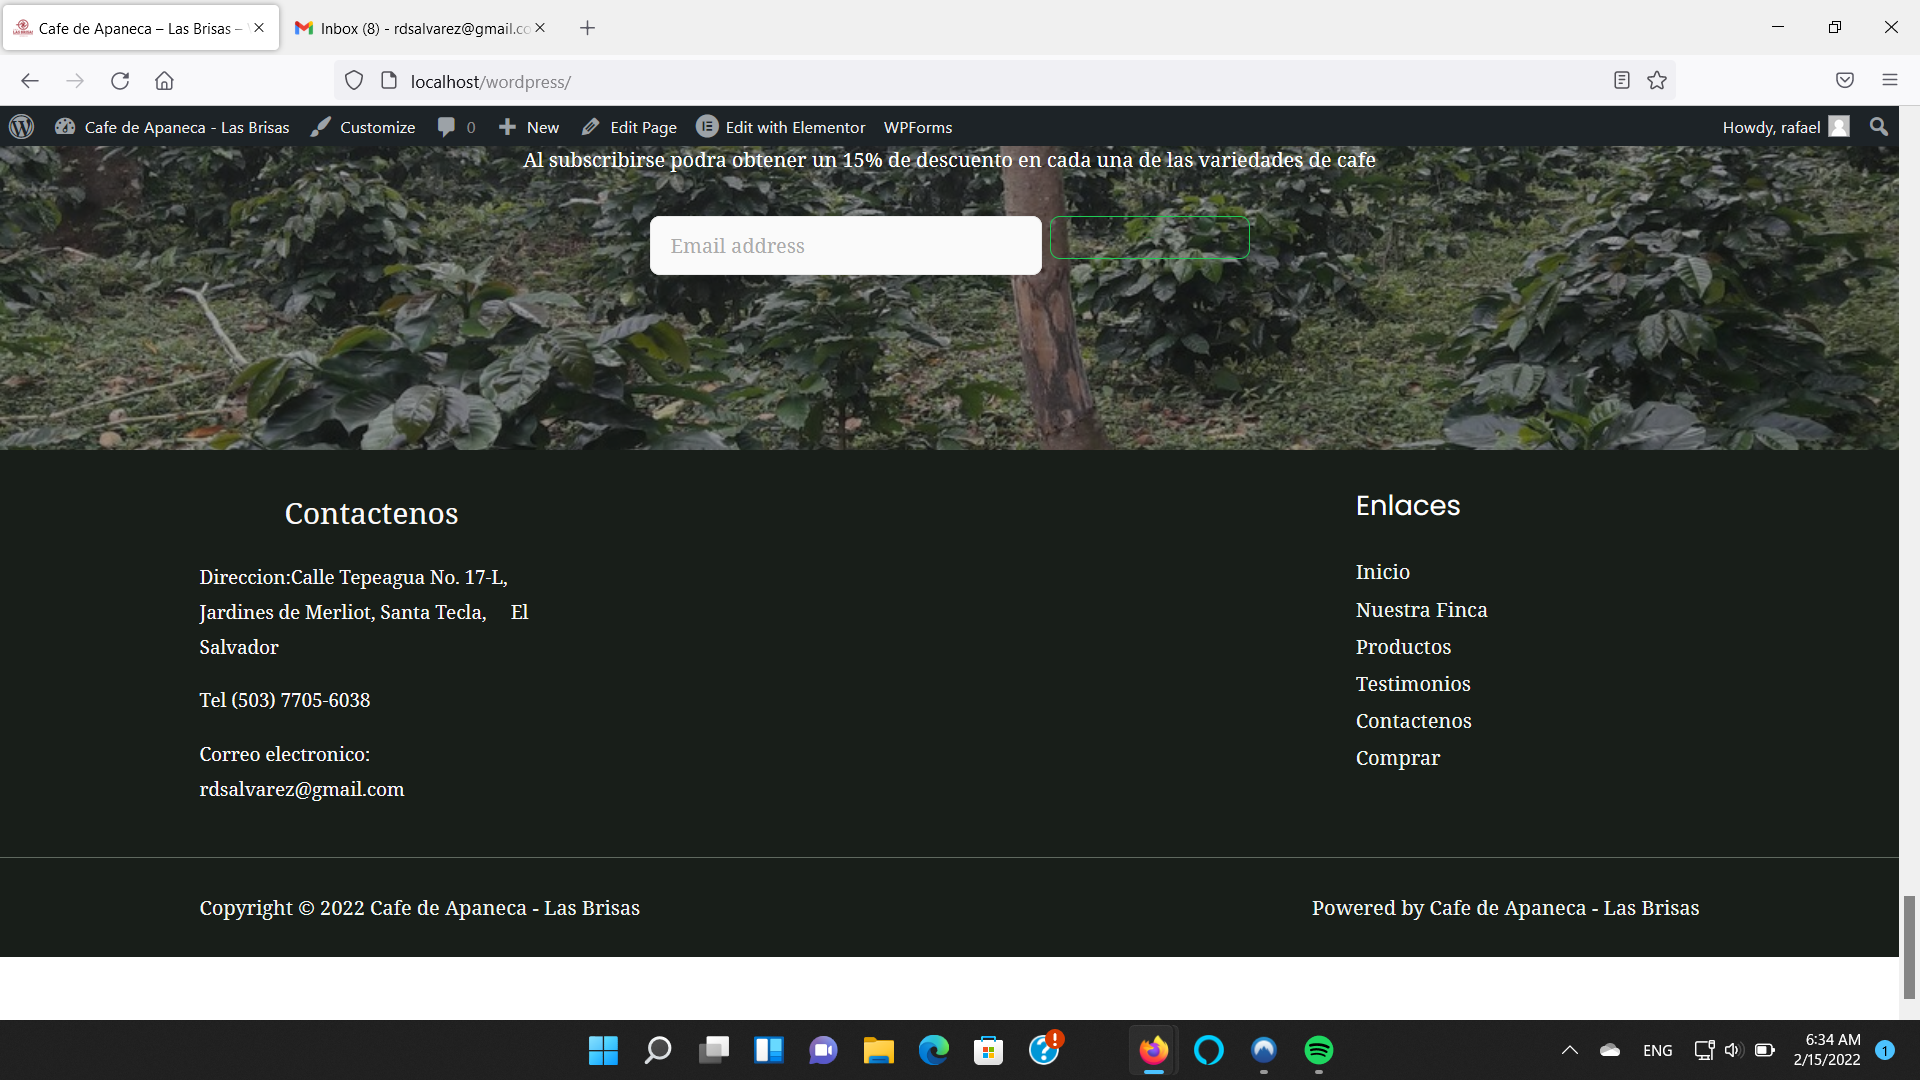 Cafe de Apaneca – Las Brisas –
Inbox (8) - rdsalvarez@gmail.co
localhost/wordpress/
Cafe de Apaneca - Las Brisas
Customize
0
New
Edit Page
Edit with Elementor
WPForms
Howdy, rafael
Al subscribirse podra obtener un 15% de descuento en cada una de las variedades de cafe
Email address
Contactenos
Direccion:Calle Tepeagua No. 17-L,
Jardines de Merliot, Santa Tecla, El
Salvador
Tel (503) 7705-6038
Correo electronico:
rdsalvarez@gmail.com
Enlaces
Inicio
Nuestra Finca
Productos
Testimonios
Contactenos
Comprar
Copyright © 2022 Cafe de Apaneca - Las Brisas
Powered by Cafe de Apaneca - Las Brisas
ENG
6:34 AM
2/15/2022
1